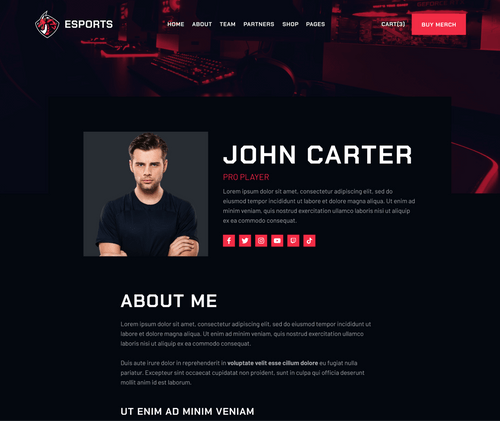 ESPORTS
HOME ABOUT TEAM PARTNERS SHOP PAGES
CART(3)
BUY MERCH
JOHN CARTER
PRO PLAYER
Lorem ipsum dolor sit amet, consectetur adipiscing elit, sed do
eiusmod tempor incididunt ut labore et dolore magna aliqua. Ut enim ad
minim veniam, quis nostrud exercitation ullamco laboris nisi ut aliquip
ex ea commodo consequat.
ABOUT ME
Lorem ipsum dolor sit amet, consectetur adipiscing elit, sed do eiusmod tempor incididunt
ut labore et dolore magna aliqua. Ut enim ad minim veniam, quis nostrud exercitation ullamco
laboris nisi ut aliquip ex ea commodo consequat.
Duis aute irure dolor in reprehenderit in voluptate velit esse cillum dolore eu fugiat nulla
pariatur. Excepteur sint occaecat cupidatat non proident, sunt in culpa qui officia deserunt
mollit anim id est laborum.
UT ENIM AD MINIM VENIAM